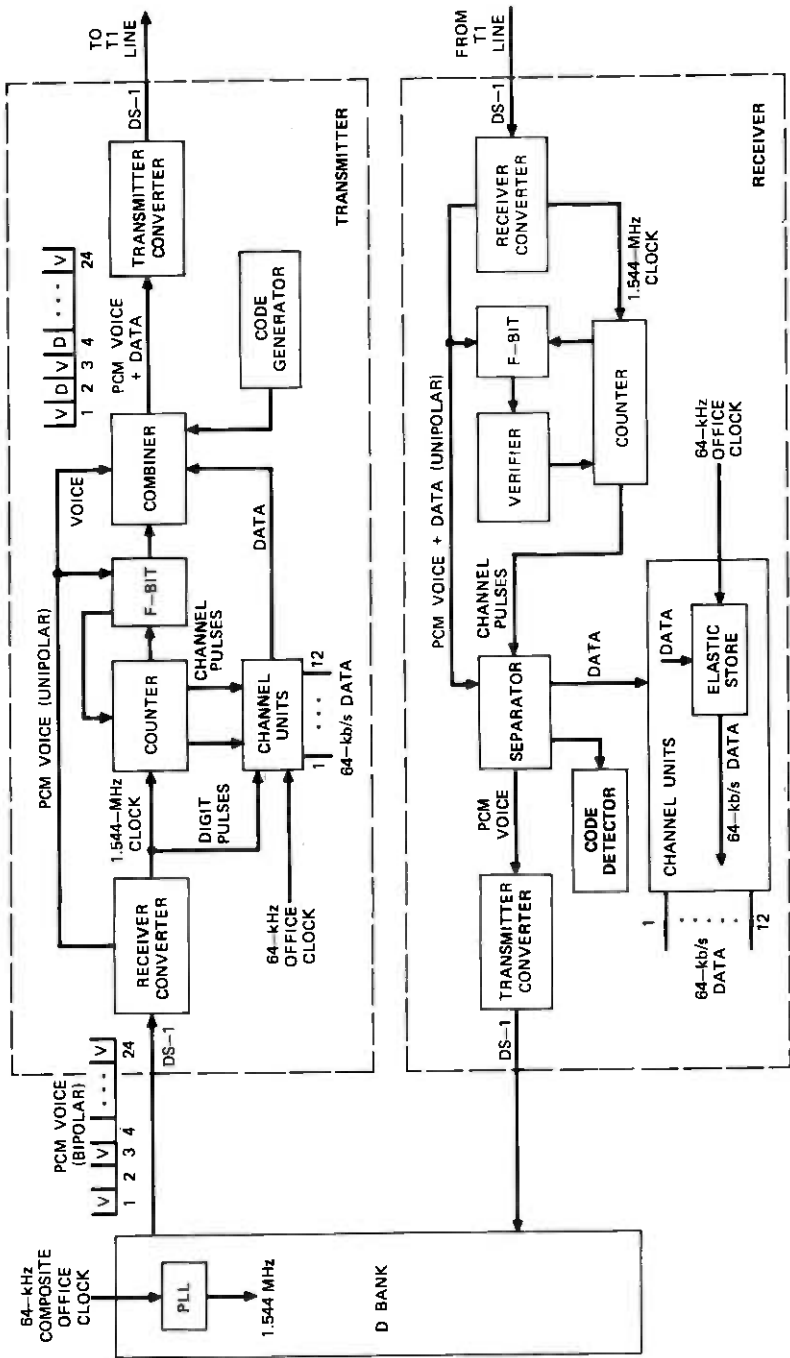 64-kHz
COMPOSITE
OFFICE
CLOCK
PLL
1.544 MHz
D BANK
PCM VOICE
(BIPOLAR)
V V ... V
1 2 3 4 24
DS-1
RECEIVER
CONVERTER
PCM VOICE (UNIPOLAR)
1.544-MHz
CLOCK
DIGIT
PULSES
64-kHz
OFFICE
CLOCK
COUNTER
F-BIT
CHANNEL
PULSES
CHANNEL
UNITS
1 ... 12
64-kb/s DATA
VOICE
COMBINER
DATA
V D V D ... V
1 2 3 4 24
PCM VOICE
+ DATA
CODE
GENERATOR
TRANSMITTER
CONVERTER
DS-1
TO
T1
LINE
TRANSMITTER
FROM
T1
LINE
DS-1
RECEIVER
CONVERTER
1.544-MHz
CLOCK
PCM VOICE + DATA (UNIPOLAR)
F-BIT
VERIFIER
COUNTER
CHANNEL
PULSES
SEPARATOR
PCM
VOICE
DATA
CODE
DETECTOR
TRANSMITTER
CONVERTER
DS-1
64-kHz
OFFICE
CLOCK
DATA
ELASTIC
STORE
64-kb/s DATA
CHANNEL UNITS
1 ..... 12
64-kb/s
DATA
RECEIVER